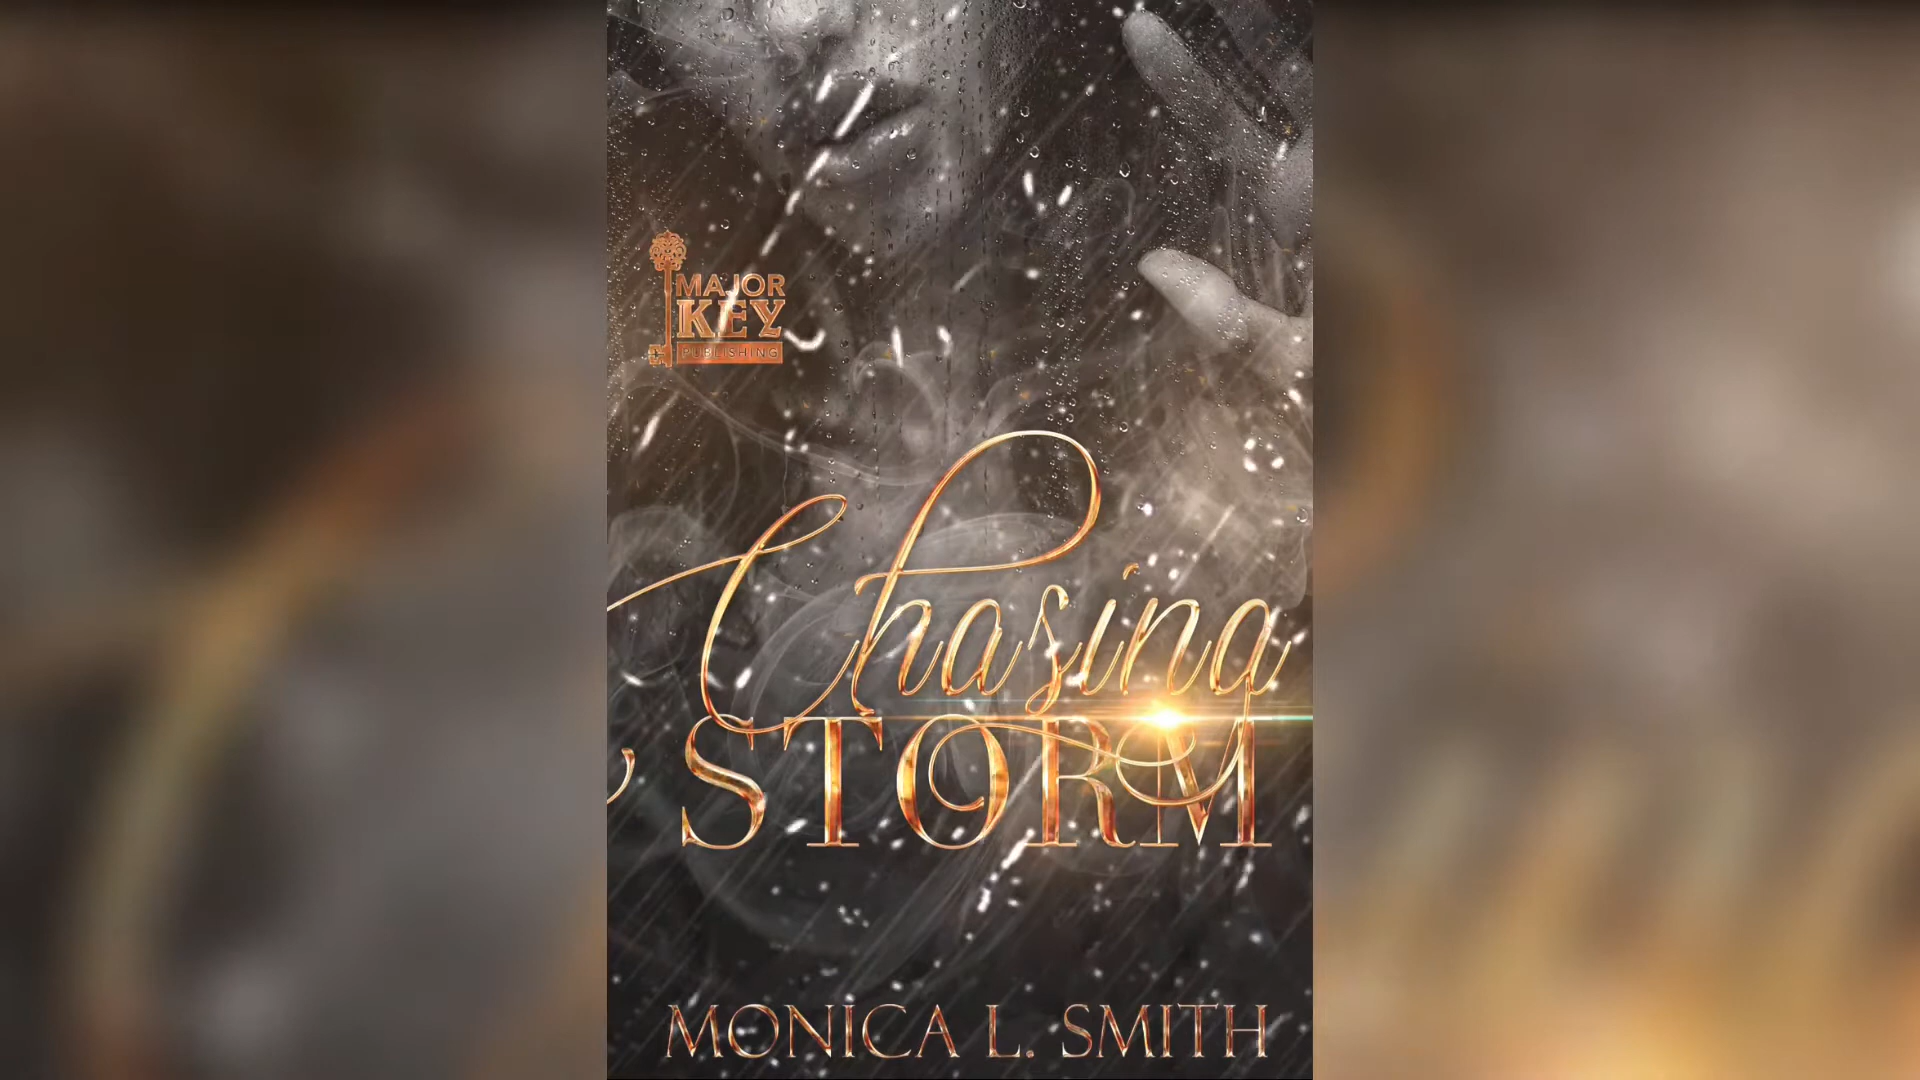 MAJOR
KEY
PUBLISHING
Chasing
STORM
MONICA L. SMITH